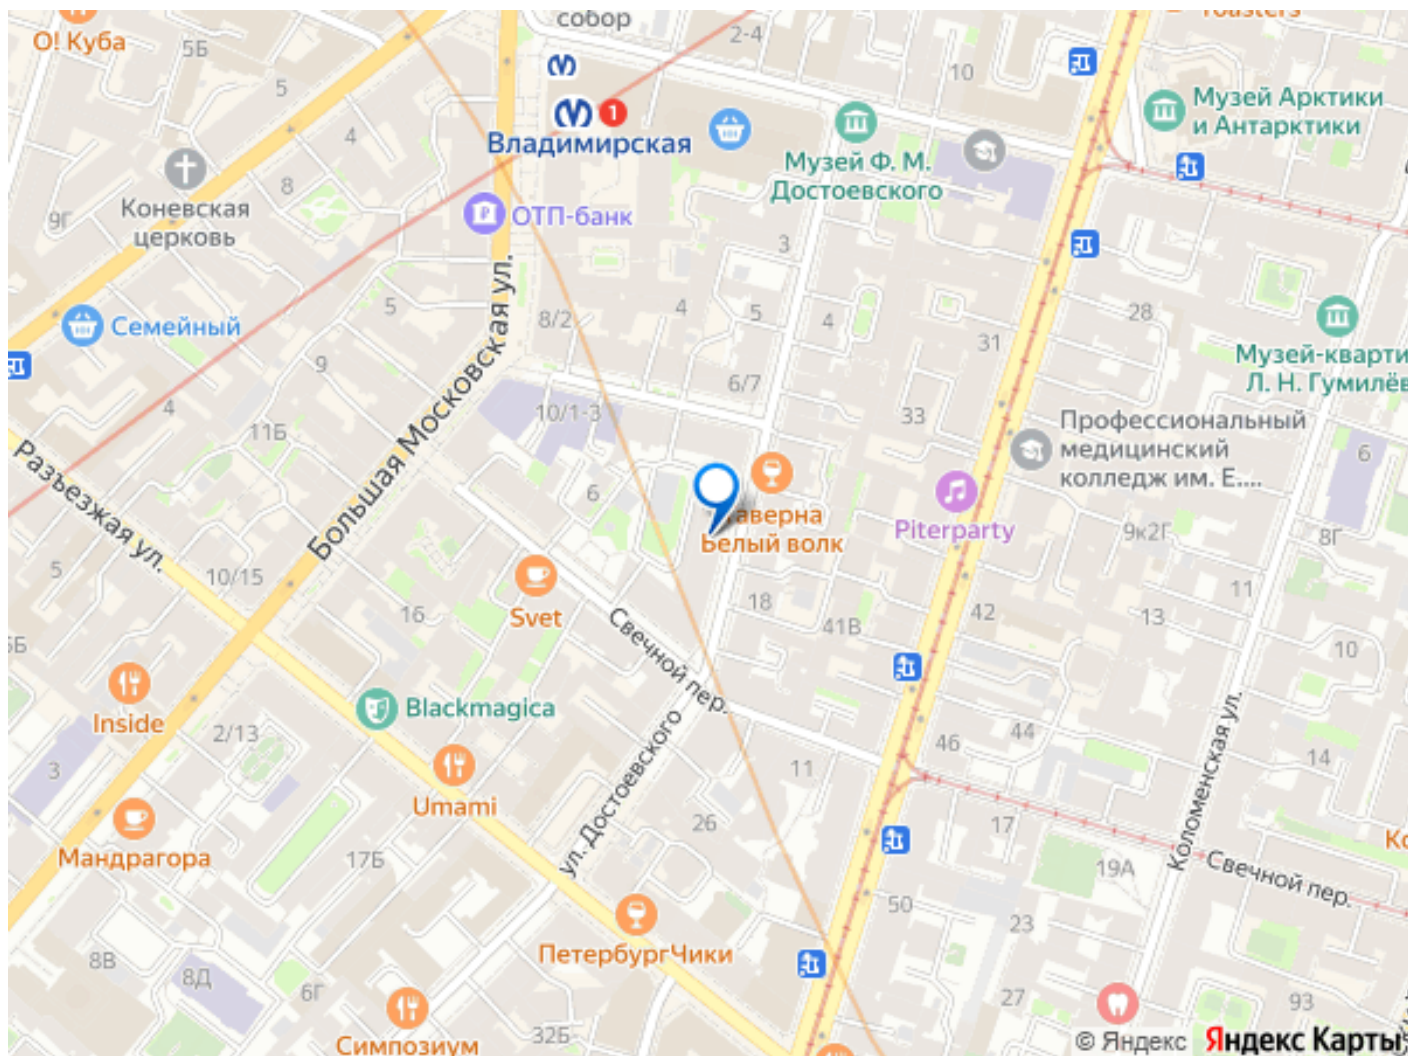 О! Куба
5Б
собор
2-4
Toasters
10
5
4
1
Владимирская
Музей Арктики
и Антарктики
Музей Ф. М.
Достоевского
8
9Г
Коневская
церковь
ОТП-банк
3
5
Семейный
8/2
4
5
4
28
31
9
6/7
Музей-кварти
Л. Н. Гумилёв
4
11Б
10/1-3
33
Профессиональный
медицинский
колледж им. Е....
6
Разъезжая ул.
Большая Московская ул.
6
Таверна
Белый волк
Piterparty
9к2Г
8Г
5
10/15
16
Svet
18
41В
42
13
11
Свечной пер.
10
5Б
Inside
2/13
Blackmagica
ул. Достоевского
46
44
14
3
Umami
11
Коломенская ул.
Мандрагора
17Б
26
17
19А
Свечной пер.
Ко
50
23
8В
8Д
6Г
ПетербургЧики
27
93
Симпозиум
32Б
© Яндекс Яндекс Карты